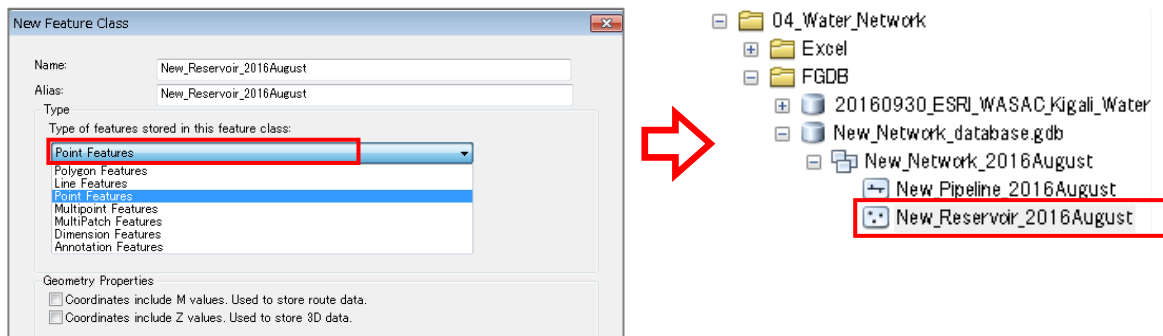 New Feature Class
Name:
New_Reservoir_2016August
Alias:
New_Reservoir_2016August
Type
Type of features stored in this feature class:
Point Features
Polygon Features
Line Features
Point Features
Multipoint Features
MultiPatch Features
Dimension Features
Annotation Features
Geometry Properties
Coordinates include M values. Used to store route data.
Coordinates include Z values. Used to store 3D data.
04_Water_Network
Excel
FGDB
20160930_ESRI_WASAC_Kigali_Water
New_Network_database.gdb
New_Network_2016August
New_Pipeline_2016August
New_Reservoir_2016August